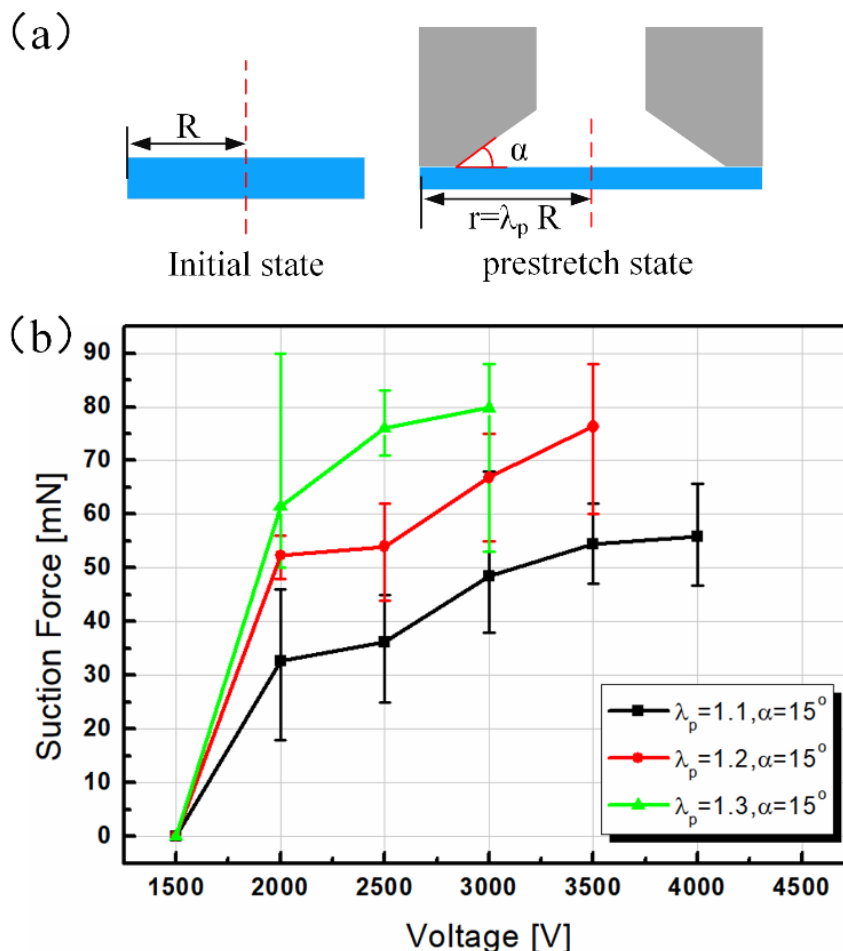 (a)
R
α
r=λp R
Initial state
prestretch state
(b)
Suction Force [mN]
90
80
70
60
50
40
30
20
10
0
λp=1.1,α=15°
λp=1.2,α=15°
λp=1.3,α=15°
1500 2000 2500 3000 3500 4000 4500
Voltage [V]